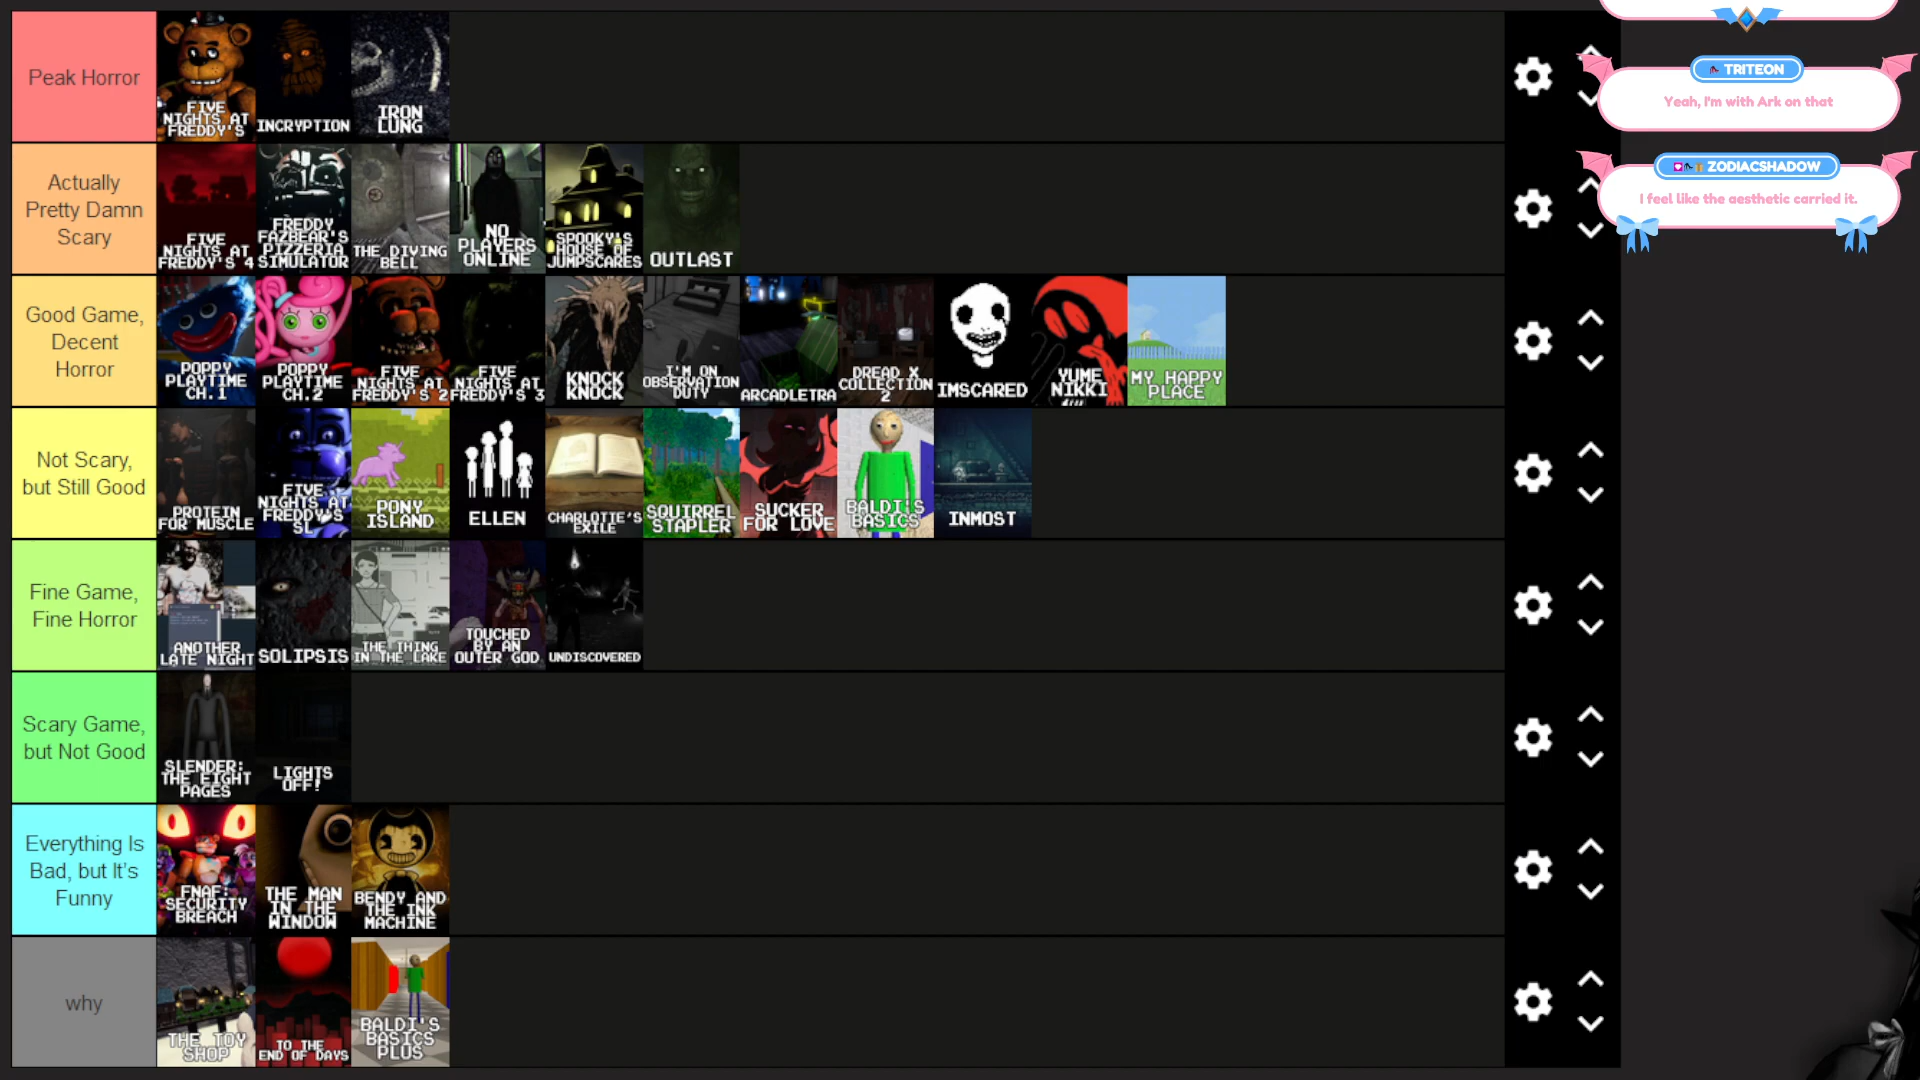 Peak Horror
FIVE
NIGHTS AT
FREDDY'S
INCRYPTION
IRON
LUNG
Actually
Pretty Damn
Scary
FIVE
NIGHTS AT
FREDDY'S 4
FREDDY
FAZBEAR'S
PIZZERIA
SIMULATOR
THE DIVING
BELL
NO
PLAYERS
ONLINE
SPOOKY'S
HOUSE OF
JUMPSCARES
OUTLAST
Good Game,
Decent
Horror
POPPY
PLAYTIME
CH.1
POPPY
PLAYTIME
CH.2
FIVE
NIGHTS AT
FREDDY'S 2
FIVE
NIGHTS AT
FREDDY'S 3
KNOCK
KNOCK
I'M ON
OBSERVATION
DUTY
ARCADLETRA
DREAD X
COLLECTION
2
IMSCARED
YUME
NIKKI
MY HAPPY
PLACE
Not Scary,
but Still Good
PROTEIN
FOR MUSCLE
FIVE
NIGHTS AT
FREDDY'S
SL
PONY
ISLAND
ELLEN
CHARLOTTE'S
EXILE
SQUIRREL
STAPLER
SUCKER
FOR LOVE
BALDI'S
BASICS
INMOST
Fine Game,
Fine Horror
ANOTHER
LATE NIGHT
SOLIPSIS
THE THING
IN THE LAKE
TOUCHED
BY AN
OUTER GOD
UNDISCOVERED
Scary Game,
but Not Good
SLENDER:
THE EIGHT
PAGES
LIGHTS
OFF!
Everything Is
Bad, but It's
Funny
FNAF:
SECURITY
BREACH
THE MAN
IN THE
WINDOW
BENDY AND
THE INK
MACHINE
why
THE TOY
SHOP
TO THE
END OF DAYS
BALDI'S
BASICS
PLUS
TRITEON
Yeah, I'm with Ark on that
ZODIACSHADOW
I feel like the aesthetic carried it.